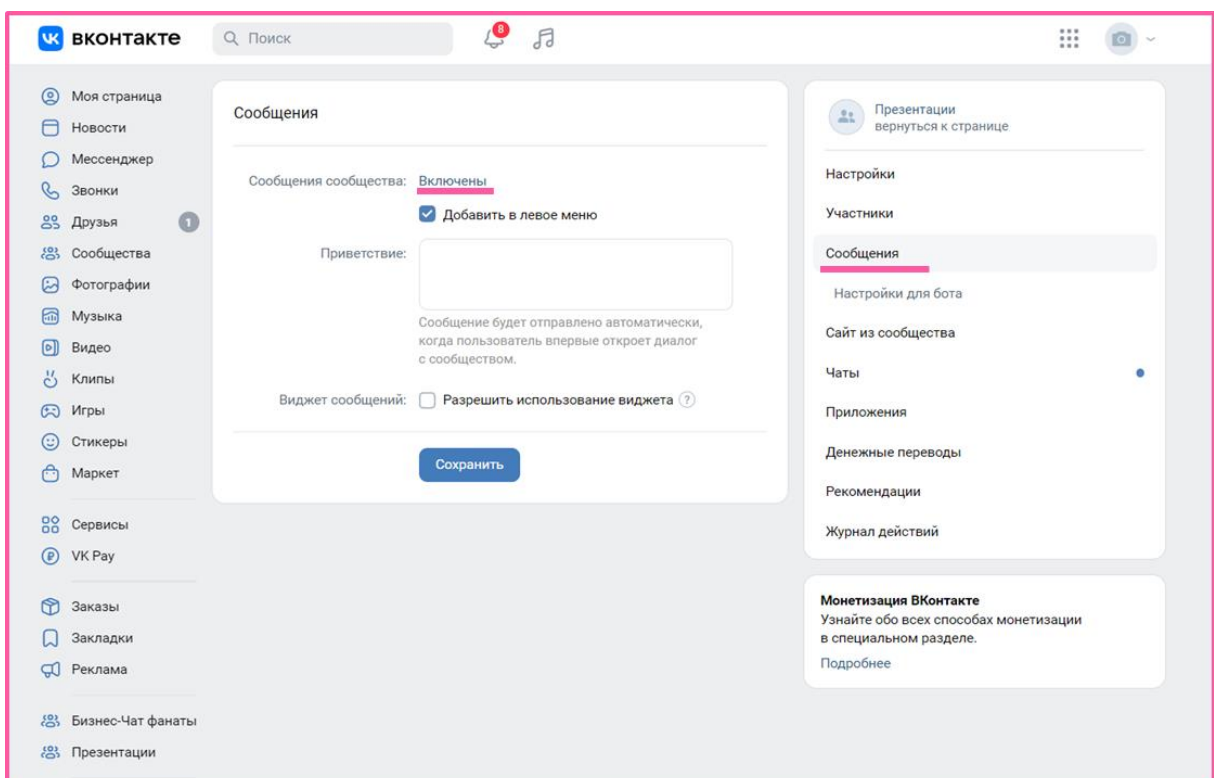 вконтакте
Поиск
8
Моя страница
Новости
Мессенджер
Звонки
Друзья
1
Сообщества
Фотографии
Музыка
Видео
Клипы
Игры
Стикеры
Маркет
Сервисы
VK Pay
Заказы
Закладки
Реклама
Бизнес-Чат фанаты
Презентации
Сообщения
Сообщения сообщества: Включены
Добавить в левое меню
Приветствие:
Сообщение будет отправлено автоматически,
когда пользователь впервые откроет диалог
с сообществом.
Виджет сообщений: Разрешить использование виджета ?
Сохранить
Презентации
вернуться к странице
Настройки
Участники
Сообщения
Настройки для бота
Сайт из сообщества
Чаты
Приложения
Денежные переводы
Рекомендации
Журнал действий
Монетизация ВКонтакте
Узнайте обо всех способах монетизации
в специальном разделе.
Подробнее